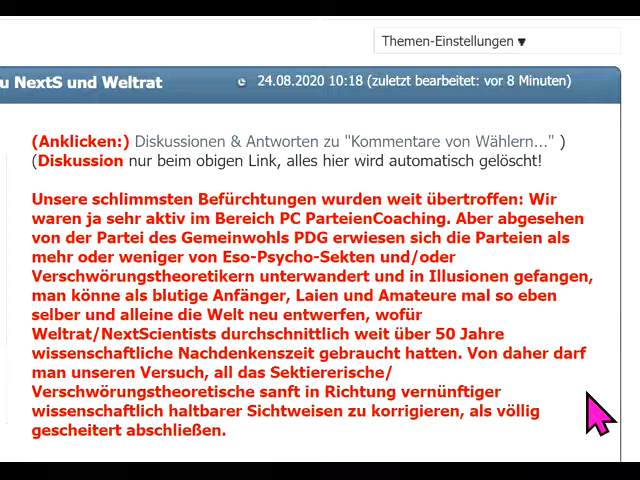 Themen-Einstellungen ▼
u NextS und Weltrat 24.08.2020 10:18 (zuletzt bearbeitet: vor 8 Minuten)
(Anklicken:) Diskussionen & Antworten zu "Kommentare von Wählern..." )
(Diskussion nur beim obigen Link, alles hier wird automatisch gelöscht!
Unsere schlimmsten Befürchtungen wurden weit übertroffen: Wir
waren ja sehr aktiv im Bereich PC ParteienCoaching. Aber abgesehen
von der Partei des Gemeinwohls PDG erwiesen sich die Parteien als
mehr oder weniger von Eso-Psycho-Sekten und/oder
Verschwörungstheoretikern unterwandert und in Illusionen gefangen,
man könne als blutige Anfänger, Laien und Amateure mal so eben
selber und alleine die Welt neu entwerfen, wofür
Weltrat/NextScientists durchschnittlich weit über 50 Jahre
wissenschaftliche Nachdenkenszeit gebraucht hatten. Von daher darf
man unseren Versuch, all das Sektiererische/
Verschwörungstheoretische sanft in Richtung vernünftiger
wissenschaftlich haltbarer Sichtweisen zu korrigieren, als völlig
gescheitert abschließen.